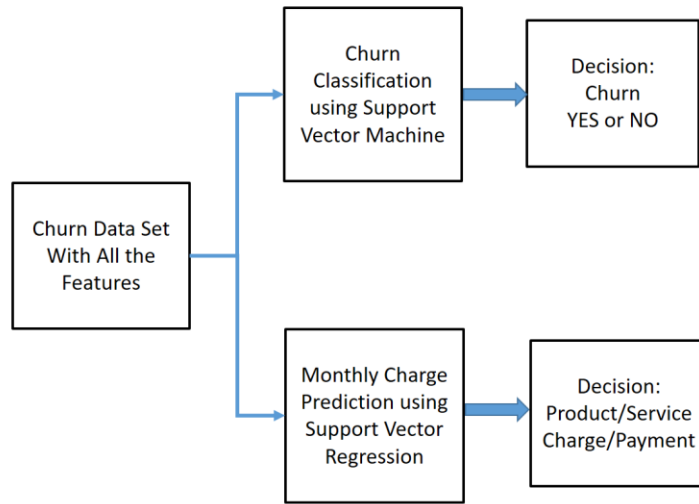 Churn
Classification
using Support
Vector Machine
Decision:
Churn
YES or NO
Churn Data Set
With All the
Features
Monthly Charge
Prediction using
Support Vector
Regression
Decision:
Product/Service
Charge/Payment